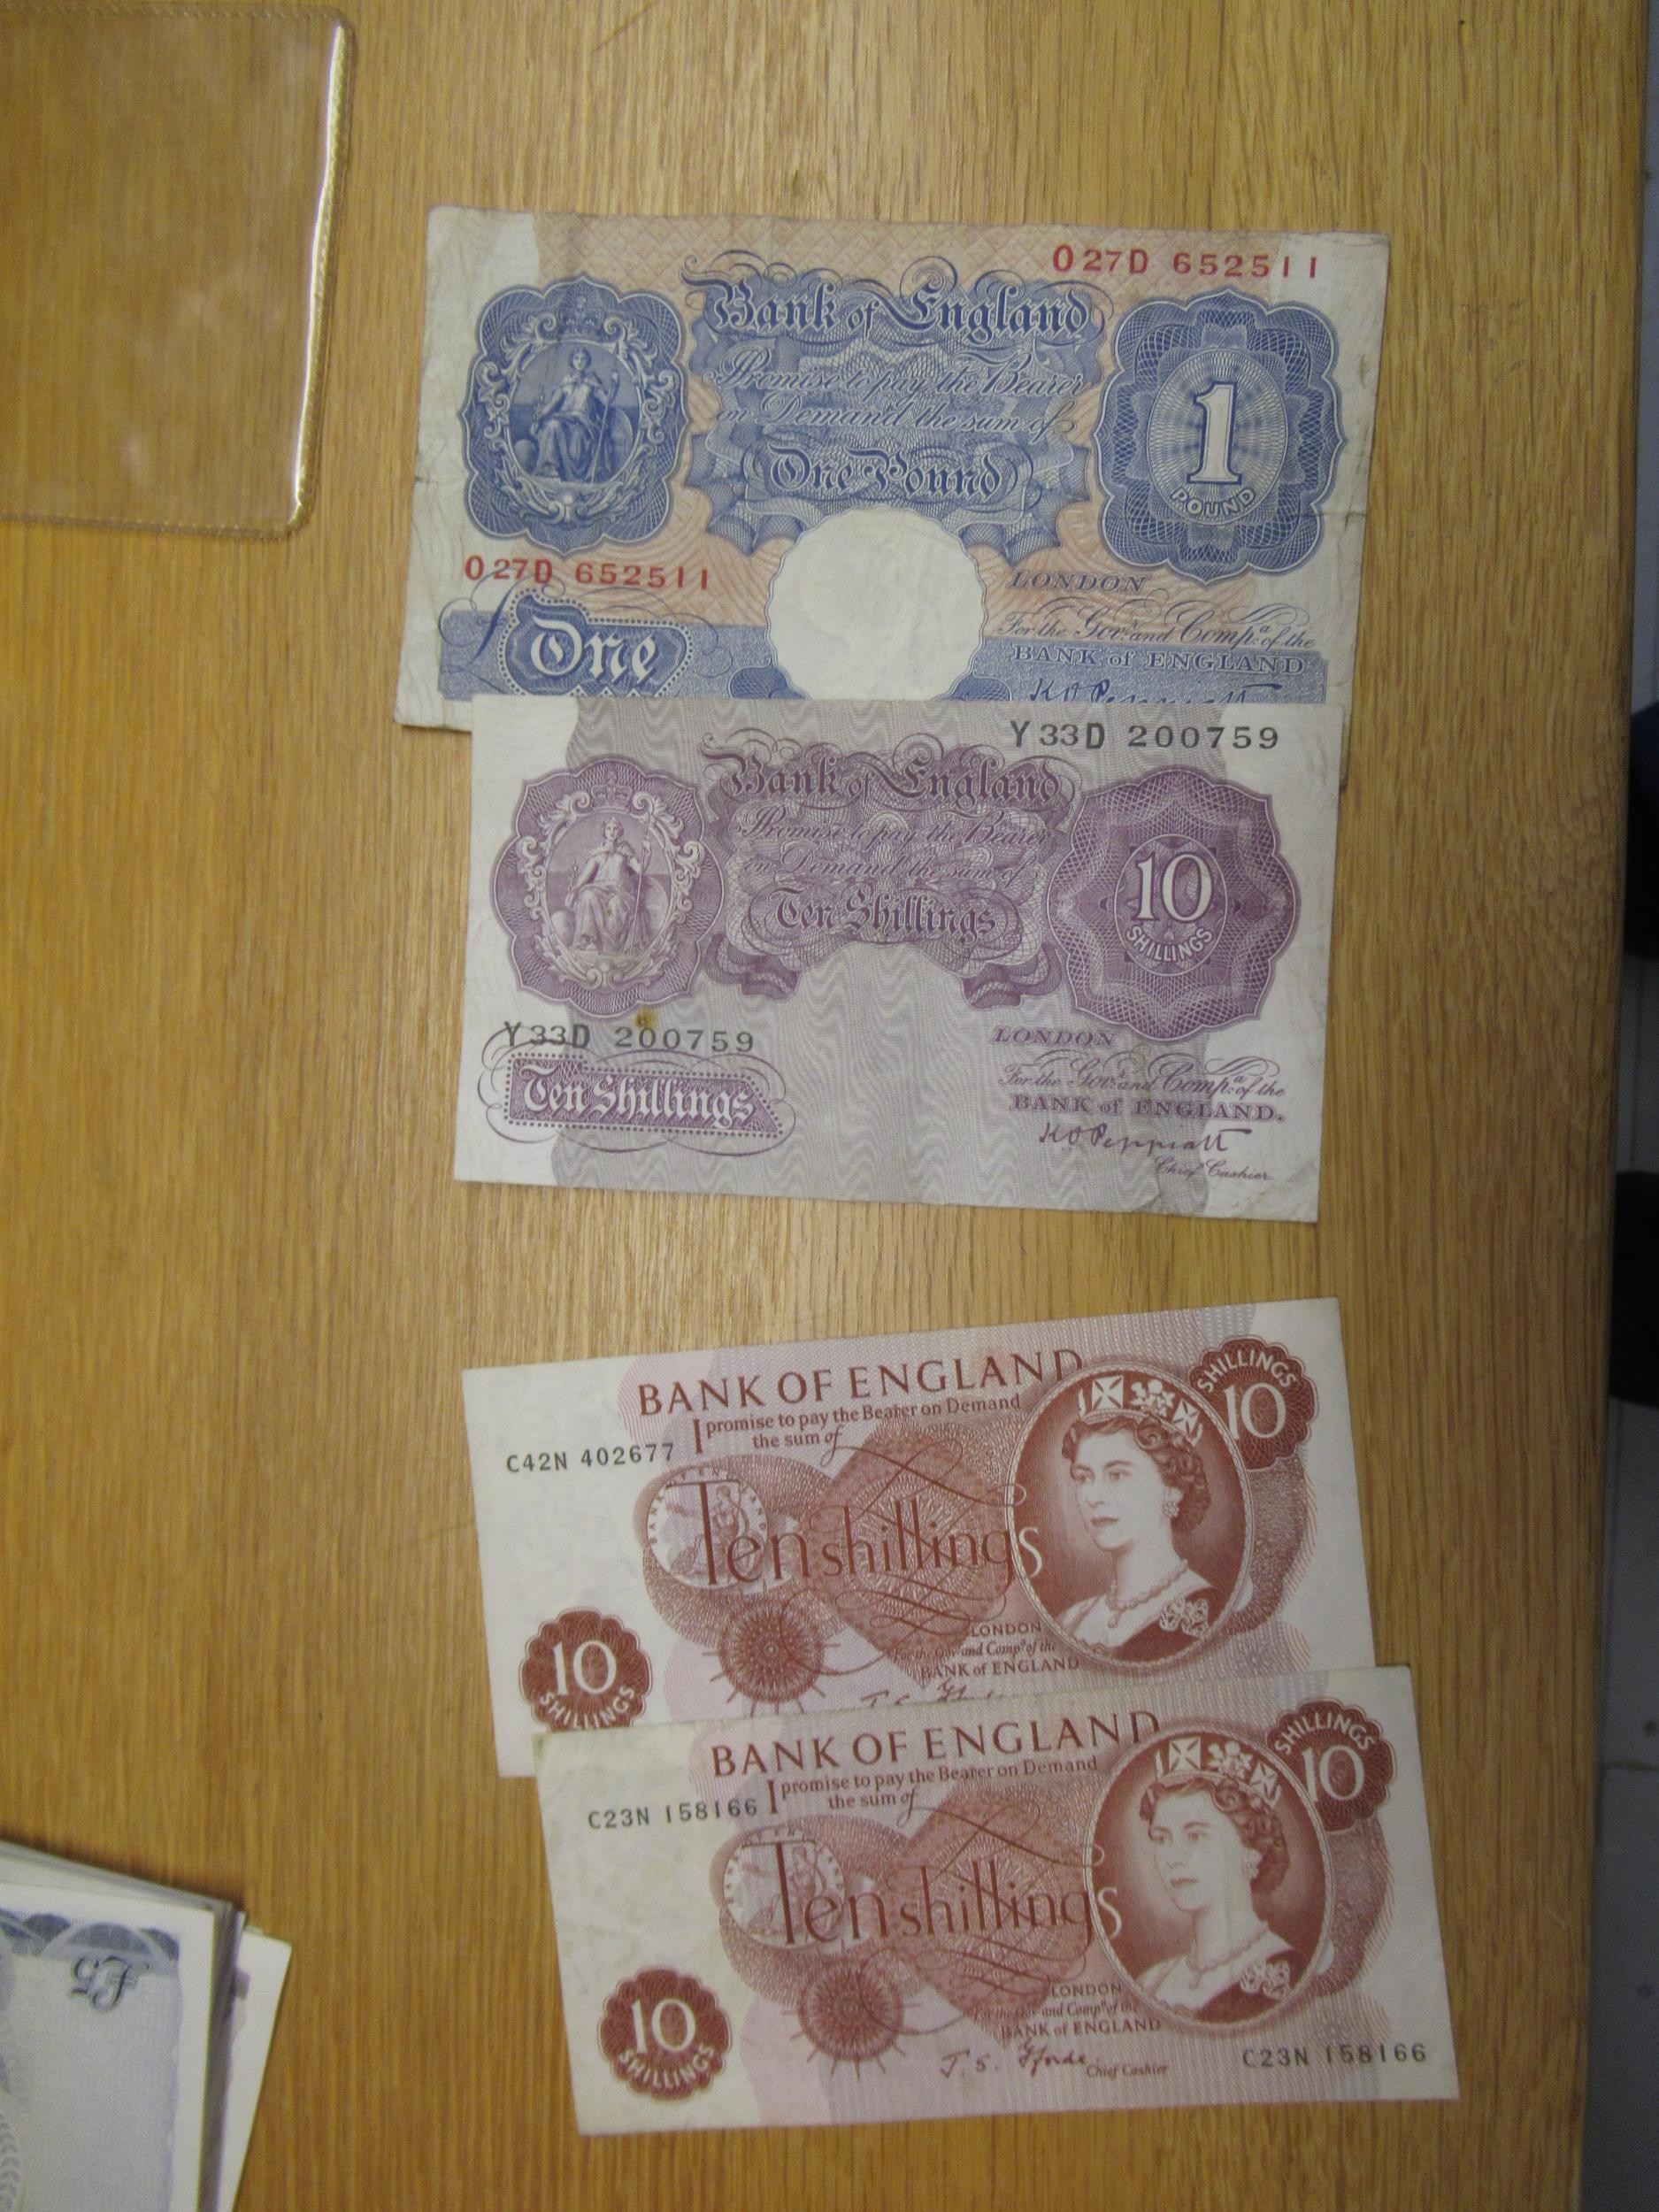 O27D 652511
Bank of England
Promise to pay the Bearer
on Demand the sum of
One Pound
1
POUND
O27D 652511
LONDON
For the Govr. and Compa. of the
BANK of ENGLAND
One
K O Peppiatt
Y33D 200759
Bank of England
Promise to pay the Bearer
on Demand the sum of
Ten Shillings
10
SHILLINGS
Y33D 200759
LONDON
For the Govr. and Compa. of the
BANK of ENGLAND.
Ten Shillings
K O Peppiatt
Chief Cashier.
SHILLINGS
10
BANK OF ENGLAND
I promise to pay the Bearer on Demand
the sum of
C42N 402677
Ten shillings
LONDON
For the Govr and Compa of the
BANK of ENGLAND
10
SHILLINGS
SHILLINGS
10
BANK OF ENGLAND
I promise to pay the Bearer on Demand
the sum of
C23N 158166
Ten shillings
LONDON
For the Govr and Compa of the
BANK of ENGLAND
J. S. Fforde
Chief Cashier
C23N 158166
10
SHILLINGS
£5